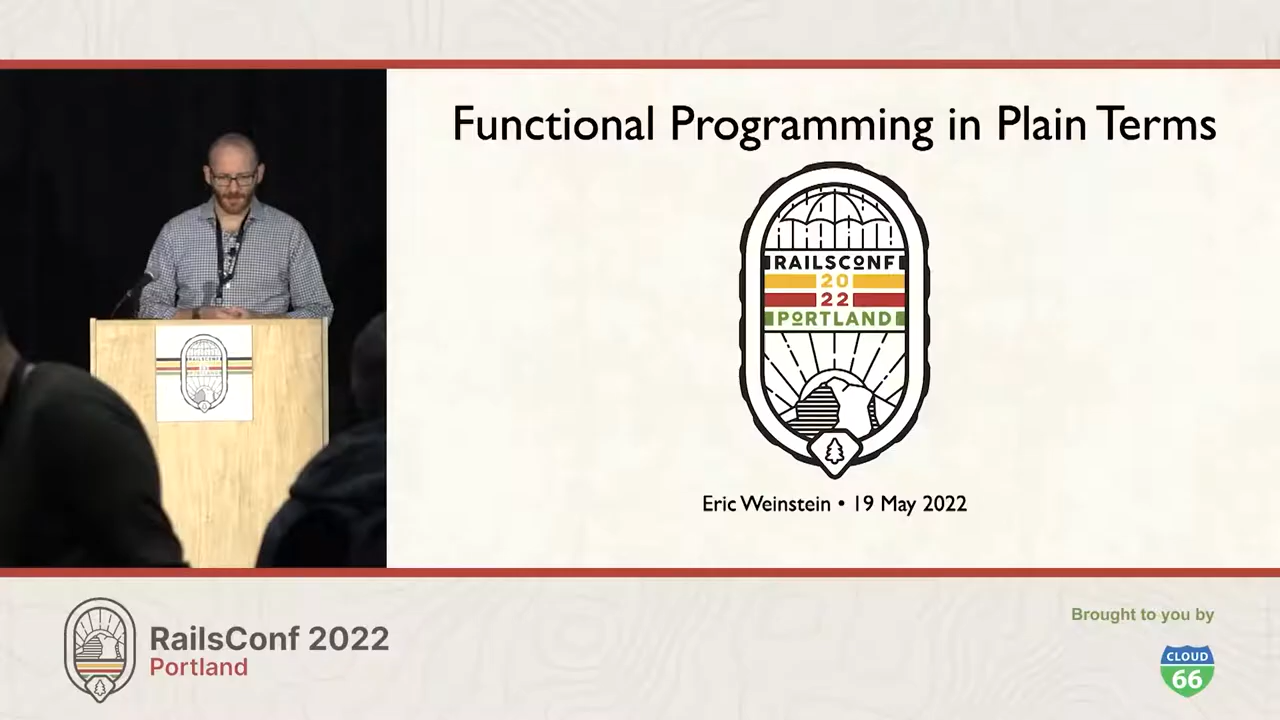 Functional Programming in Plain Terms
RAILSCONF
20
22
PORTLAND
Eric Weinstein • 19 May 2022
RailsConf 2022
Portland
Brought to you by
CLOUD
66